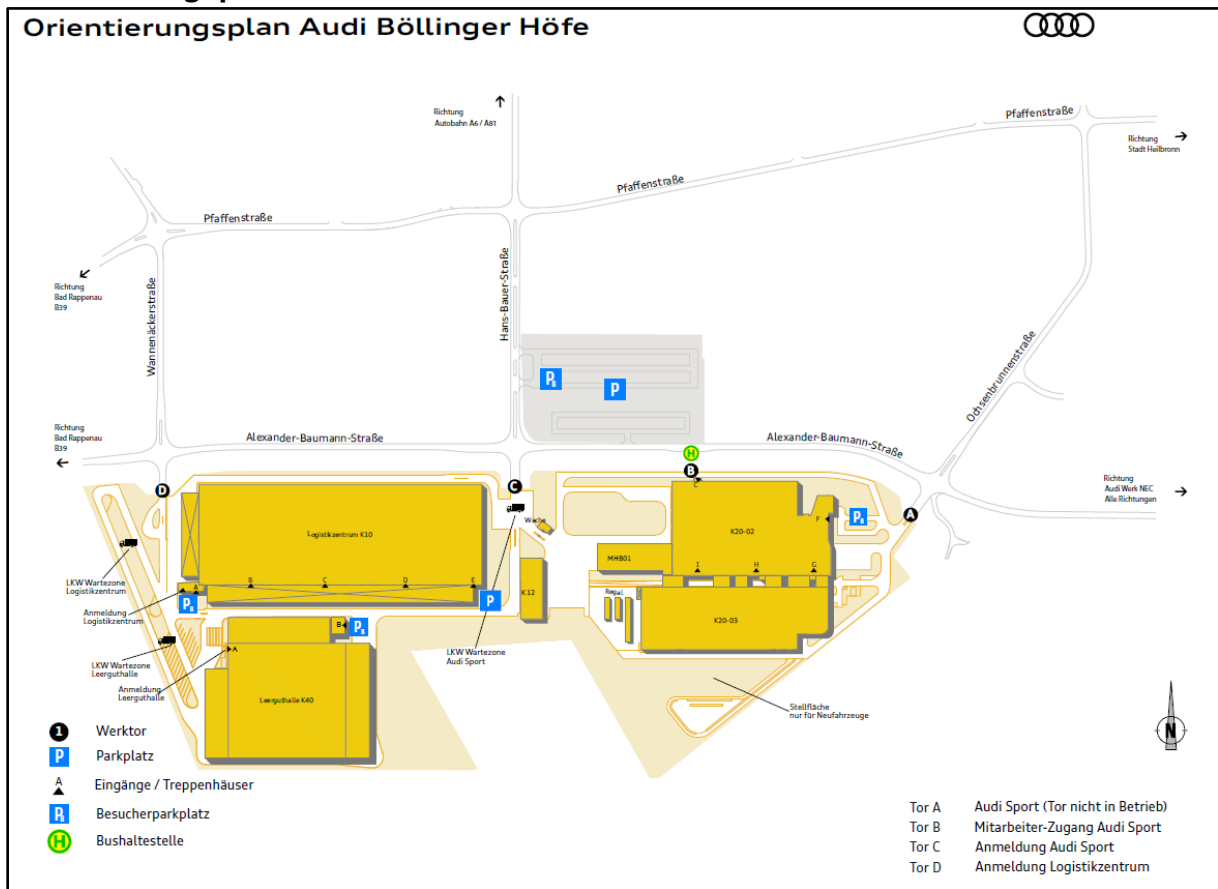 Orientierungsplan Audi Böllinger Höfe
Richtung
Autobahn A6 / A81
Pfaffenstraße
Richtung
Stadt Heilbronn
Pfaffenstraße
Pfaffenstraße
Richtung
Bad Rappenau
B39
Wannenäckerstraße
Hans-Bauer-Straße
Ochsenbrunnenstraße
P
P
Richtung
Bad Rappenau
B39
Alexander-Baumann-Straße
Alexander-Baumann-Straße
H
B
D
C
A
Richtung
Audi Werk NEC
Alle Richtungen
Logistikzentrum K10
Wache
K20-02
F
P
MHB01
I
H
G
LKW Wartezone
Logistikzentrum
A
A
B
C
D
E
P
P
K12
Regal
K20-03
Anmeldung
Logistikzentrum
B
P
LKW Wartezone
Audi Sport
LKW Wartezone
Leerguthalle
A
Anmeldung
Leerguthalle
Leerguthalle K40
Stellfläche
nur für Neufahrzeuge
N
1 Werktor
P Parkplatz
A Eingänge / Treppenhäuser
P Besucherparkplatz
H Bushaltestelle
Tor A Audi Sport (Tor nicht in Betrieb)
Tor B Mitarbeiter-Zugang Audi Sport
Tor C Anmeldung Audi Sport
Tor D Anmeldung Logistikzentrum